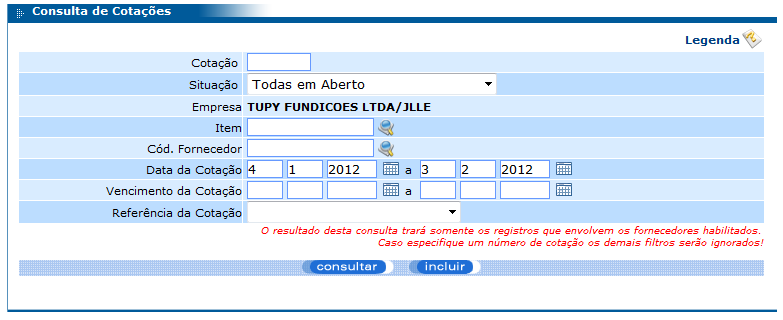 Consulta de Cotações
Legenda
Cotação
Situação Todas em Aberto
Empresa TUPY FUNDICOES LTDA/JLLE
Item
Cód. Fornecedor
Data da Cotação 4 1 2012 a 3 2 2012
Vencimento da Cotação a
Referência da Cotação
O resultado desta consulta trará somente os registros que envolvem os fornecedores habilitados.
Caso especifique um número de cotação os demais filtros serão ignorados!
consultar incluir